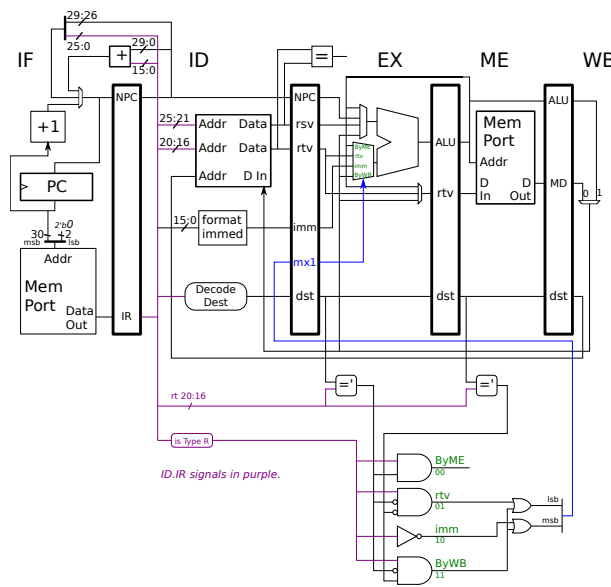 29:26
25:0
29:0
15:0
IF
ID
EX
ME
WB
+
=
NPC
NPC
ALU
+1
25:21
Addr
Data
rsv
20:16
Addr
Data
rtv
D In
ByME
rtv
imm
ByWB
ALU
Mem
Port
Addr
D
In
D
Out
MD
0
1
PC
rtv
2'b0
30
2
msb
lsb
Addr
Mem
Port
Data
Out
15:0
format
immed
imm
mx1
IR
Decode
Dest
dst
dst
dst
='
='
rt 20:16
is Type R
ID.IR signals in purple.
ByME
00
rtv
01
imm
10
ByWB
11
lsb
msb